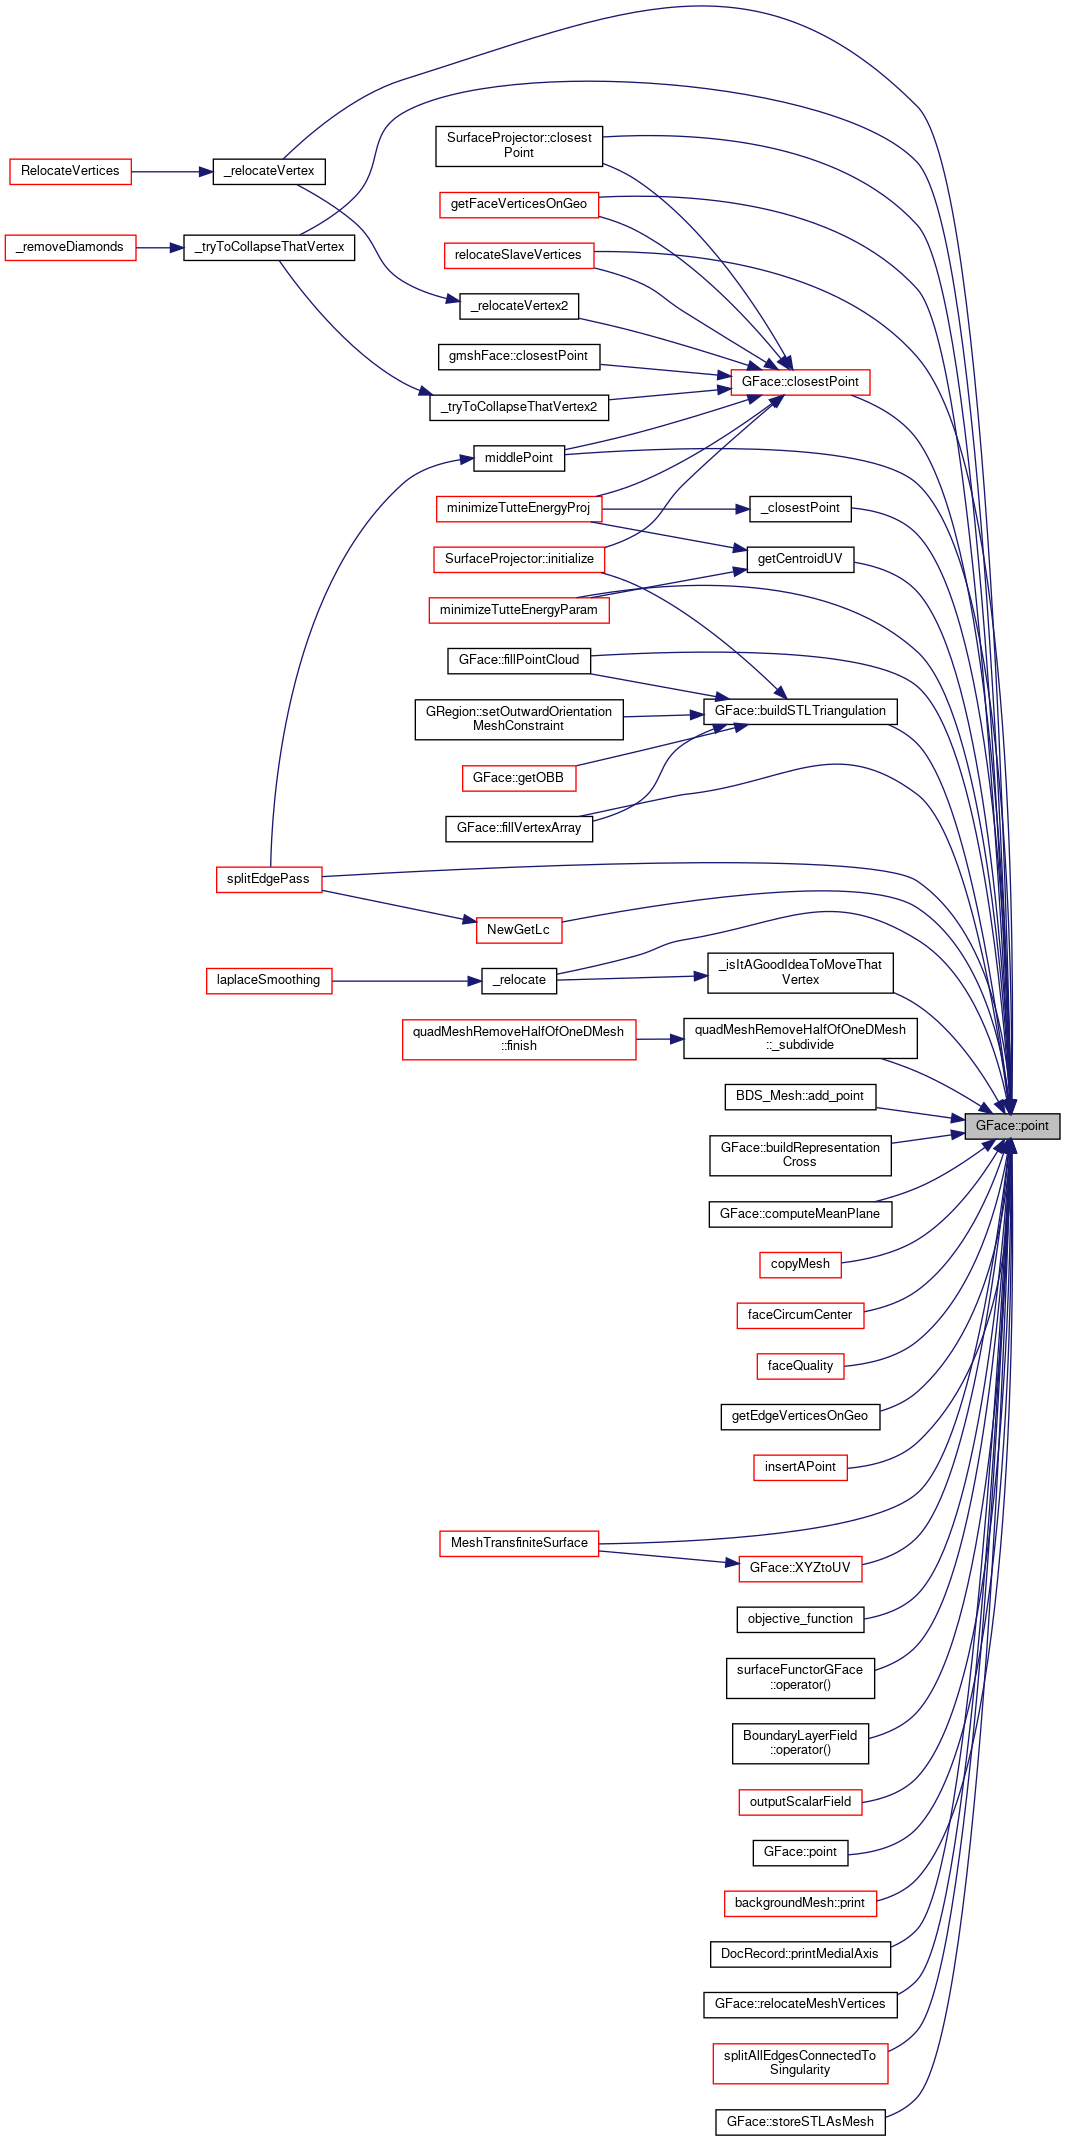 SurfaceProjector::closest
Point
RelocateVertices
_relocateVertex
getFaceVerticesOnGeo
_removeDiamonds
_tryToCollapseThatVertex
relocateSlaveVertices
_relocateVertex2
gmshFace::closestPoint
GFace::closestPoint
_tryToCollapseThatVertex2
middlePoint
minimizeTutteEnergyProj
_closestPoint
SurfaceProjector::initialize
getCentroidUV
minimizeTutteEnergyParam
GFace::fillPointCloud
GRegion::setOutwardOrientation
MeshConstraint
GFace::buildSTLTriangulation
GFace::getOBB
GFace::fillVertexArray
splitEdgePass
NewGetLc
laplaceSmoothing
_relocate
_isItAGoodIdeaToMoveThat
Vertex
quadMeshRemoveHalfOfOneDMesh
::finish
quadMeshRemoveHalfOfOneDMesh
::_subdivide
BDS_Mesh::add_point
GFace::point
GFace::buildRepresentation
Cross
GFace::computeMeanPlane
copyMesh
faceCircumCenter
faceQuality
getEdgeVerticesOnGeo
insertAPoint
MeshTransfiniteSurface
GFace::XYZtoUV
objective_function
surfaceFunctorGFace
::operator()
BoundaryLayerField
::operator()
outputScalarField
GFace::point
backgroundMesh::print
DocRecord::printMedialAxis
GFace::relocateMeshVertices
splitAllEdgesConnectedTo
Singularity
GFace::storeSTLAsMesh